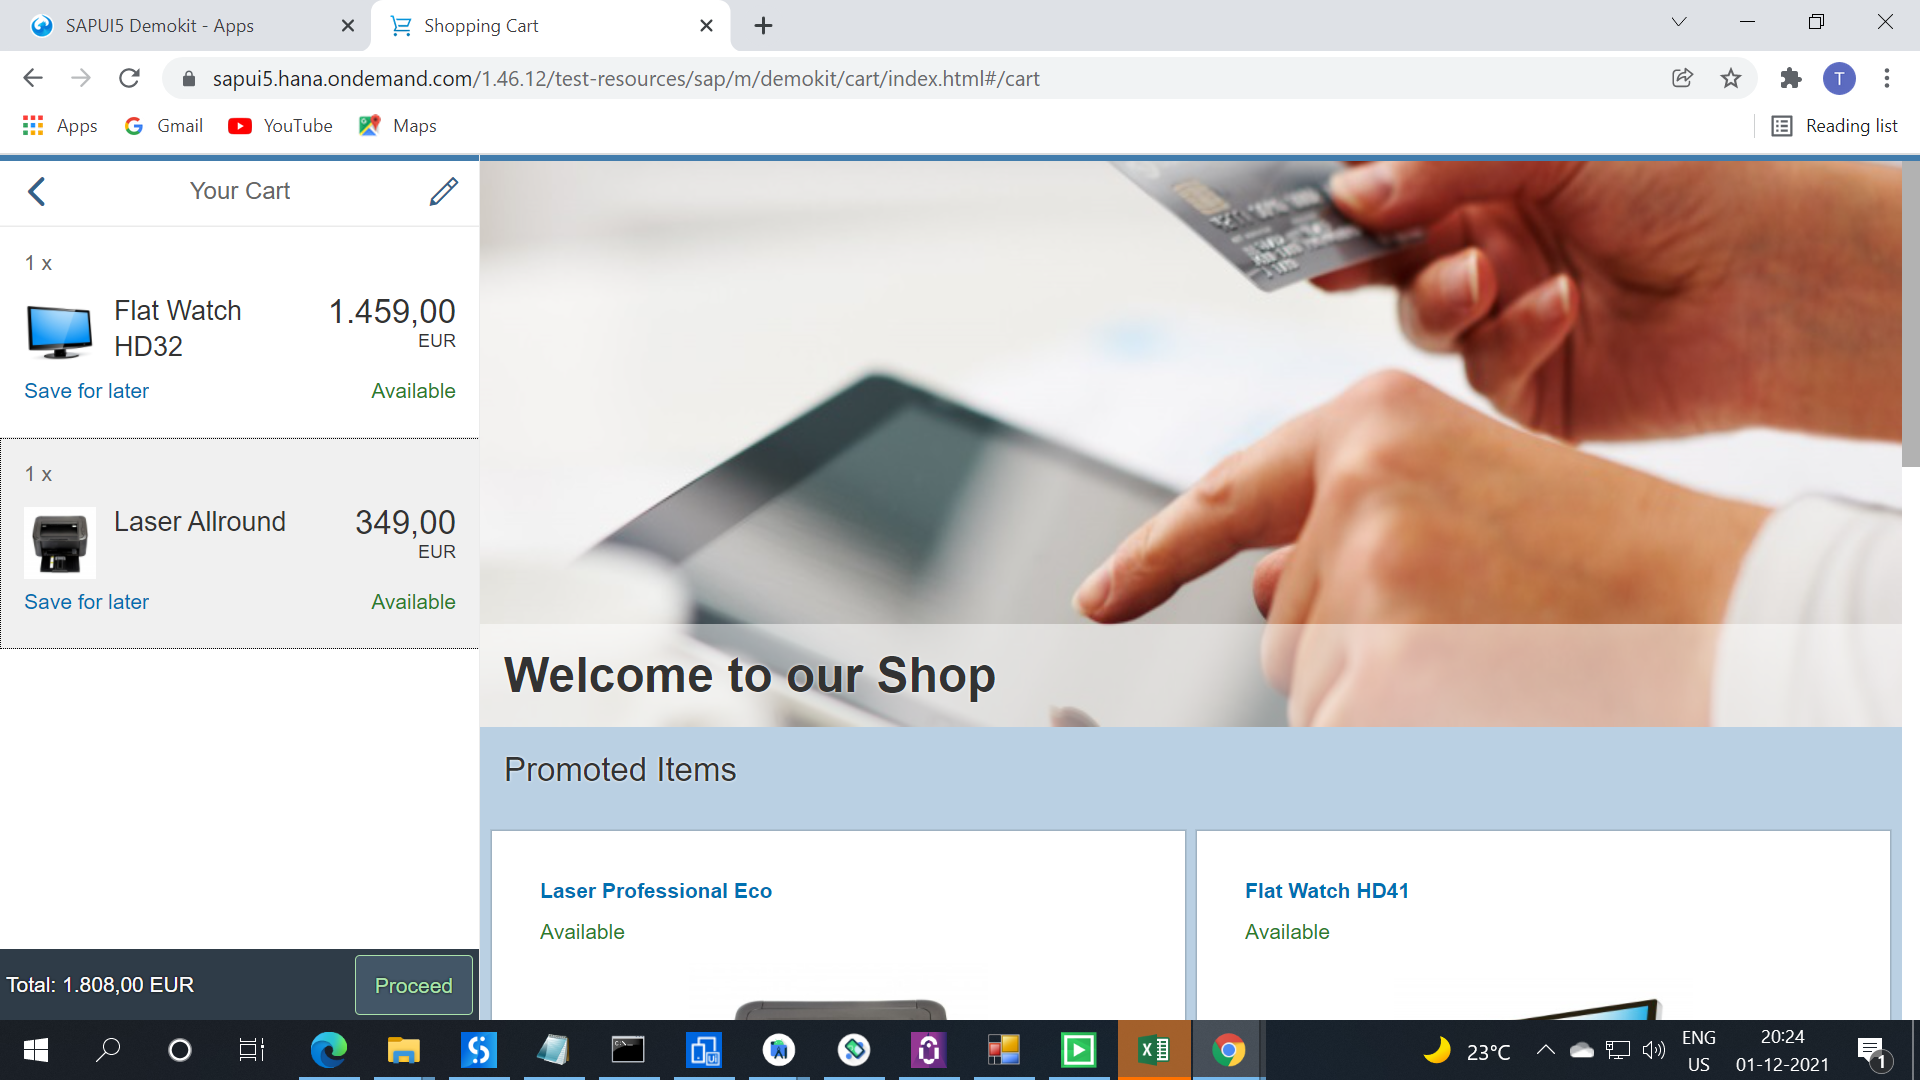 SAPUI5 Demokit - Apps
Shopping Cart
sapui5.hana.ondemand.com/1.46.12/test-resources/sap/m/demokit/cart/index.html#/cart
T
Apps
Gmail
YouTube
Maps
Reading list
Your Cart
1 x
Flat Watch
HD32
1.459,00
EUR
Save for later
Available
1 x
Laser Allround
349,00
EUR
Save for later
Available
Total: 1.808,00 EUR
Proceed
Welcome to our Shop
Promoted Items
Laser Professional Eco
Available
Flat Watch HD41
Available
23°C
ENG
US
20:24
01-12-2021
1